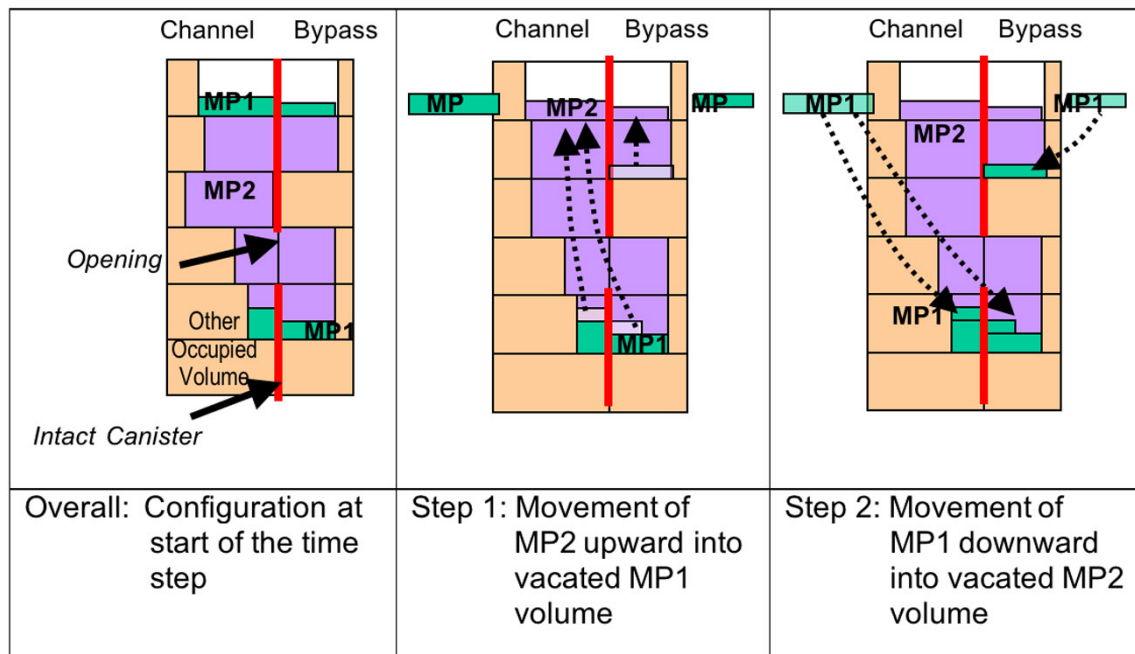 Channel Bypass
MP1
MP2
Opening
MP1
Other
Occupied
Volume
Intact Canister
Channel Bypass
MP
MP2
MP
MP1
Channel Bypass
MP1
MP1
MP2
MP1
Overall: Configuration at
start of the time
step
Step 1: Movement of
MP2 upward into
vacated MP1
volume
Step 2: Movement of
MP1 downward
into vacated MP2
volume